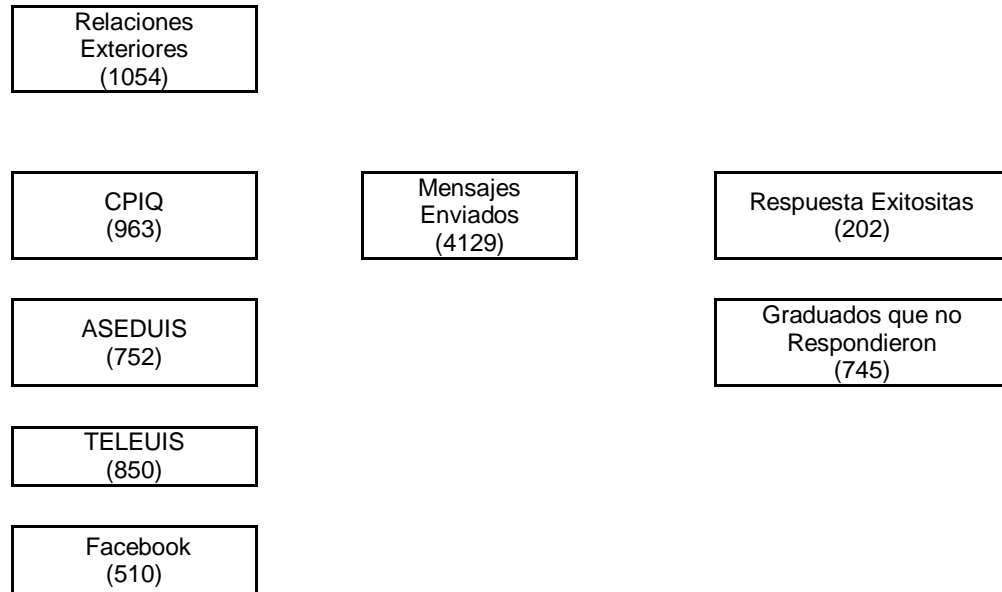 Relaciones
Exteriores
(1054)
CPIQ
(963)
Mensajes
Enviados
(4129)
Respuesta Exitositas
(202)
ASEDUIS
(752)
Graduados que no
Respondieron
(745)
TELEUIS
(850)
Facebook
(510)